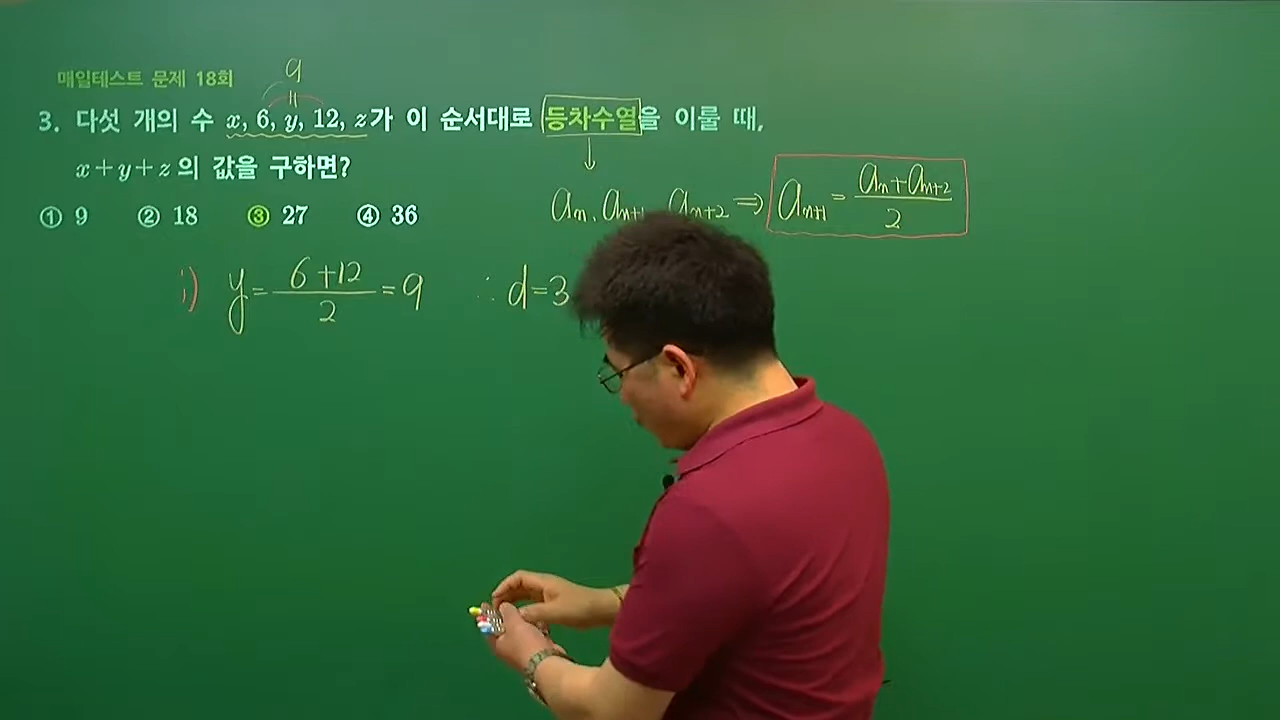 매일테스트 문제 18회
9
=
3. 다섯 개의 수 x, 6, y, 12, z가 이 순서대로 등차수열을 이룰 때,
x+y+z의 값을 구하면?
① 9 ② 18 ③ 27 ④ 36
aₙ, aₙ₊₁, aₙ₊₂ ⇒ aₙ₊₁ = (aₙ+aₙ₊₂)/2
i) y = (6+12)/2 = 9 ∴ d=3